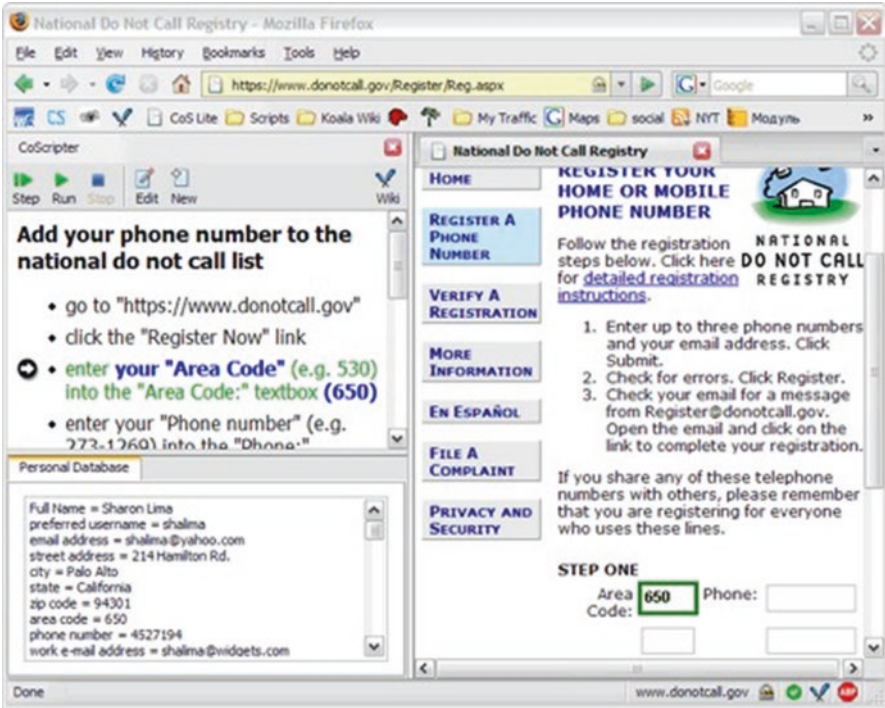 National Do Not Call Registry - Mozilla Firefox
File Edit View History Bookmarks Tools Help
https://www.donotcall.gov/Register/Reg.aspx
G Google
CS CoS Lite Scripts Koala Wiki My Traffic Maps social NYT Модуль »
CoScripter
Step Run Stop Edit New Wiki
Add your phone number to the
national do not call list
• go to "https://www.donotcall.gov"
• click the "Register Now" link
• enter your "Area Code" (e.g. 530)
into the "Area Code:" textbox (650)
• enter your "Phone number" (e.g.
273-1269) into the "Phone:"
Personal Database
Full Name = Sharon Lima
preferred username = shalima
email address = shalima@yahoo.com
street address = 214 Hamilton Rd.
city = Palo Alto
state = California
zip code = 94301
area code = 650
phone number = 4527194
work e-mail address = shalima@widgets.com
National Do Not Call Registry
HOME
REGISTER A
PHONE
NUMBER
VERIFY A
REGISTRATION
MORE
INFORMATION
EN ESPAÑOL
FILE A
COMPLAINT
PRIVACY AND
SECURITY
REGISTER YOUR
HOME OR MOBILE
PHONE NUMBER
NATIONAL
DO NOT CALL
REGISTRY
Follow the registration
steps below. Click here
for detailed registration
instructions.
1. Enter up to three phone numbers
and your email address. Click
Submit.
2. Check for errors. Click Register.
3. Check your email for a message
from Register@donotcall.gov.
Open the email and click on the
link to complete your registration.
If you share any of these telephone
numbers with others, please remember
that you are registering for everyone
who uses these lines.
STEP ONE
Area
Code: 650 Phone:
Done
www.donotcall.gov ABP